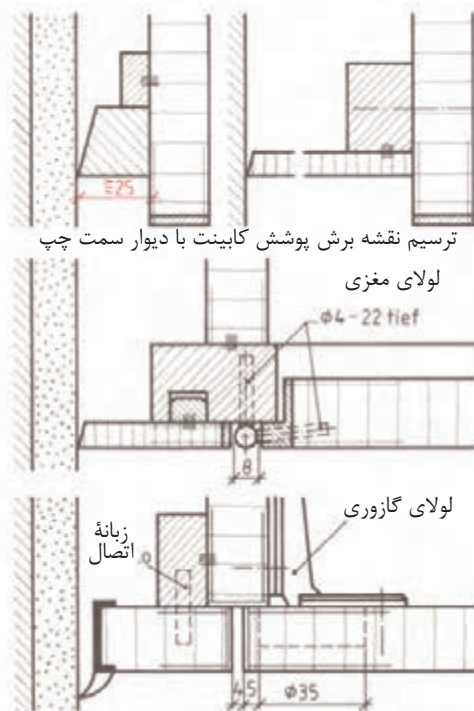 ≡25
ترسیم نقشه برش پوشش کابینت با دیوار سمت چپ
لولای مغزی
ϕ4-22 tief
8
لولای گازوری
زبانهٔ
اتصال
45
ϕ35